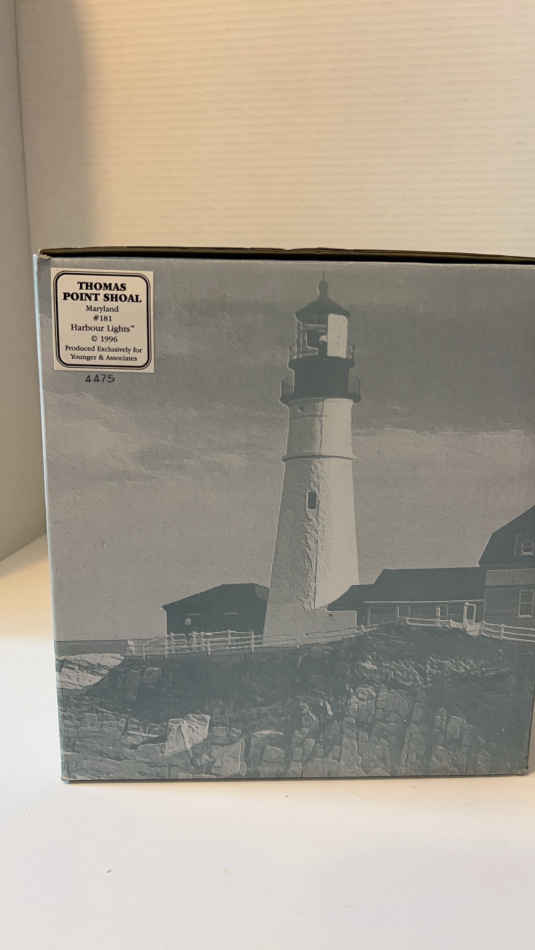 THOMAS
POINT SHOAL
Maryland
#181
Harbour Lights™
© 1996
Produced Exclusively for
Younger & Associates
4475